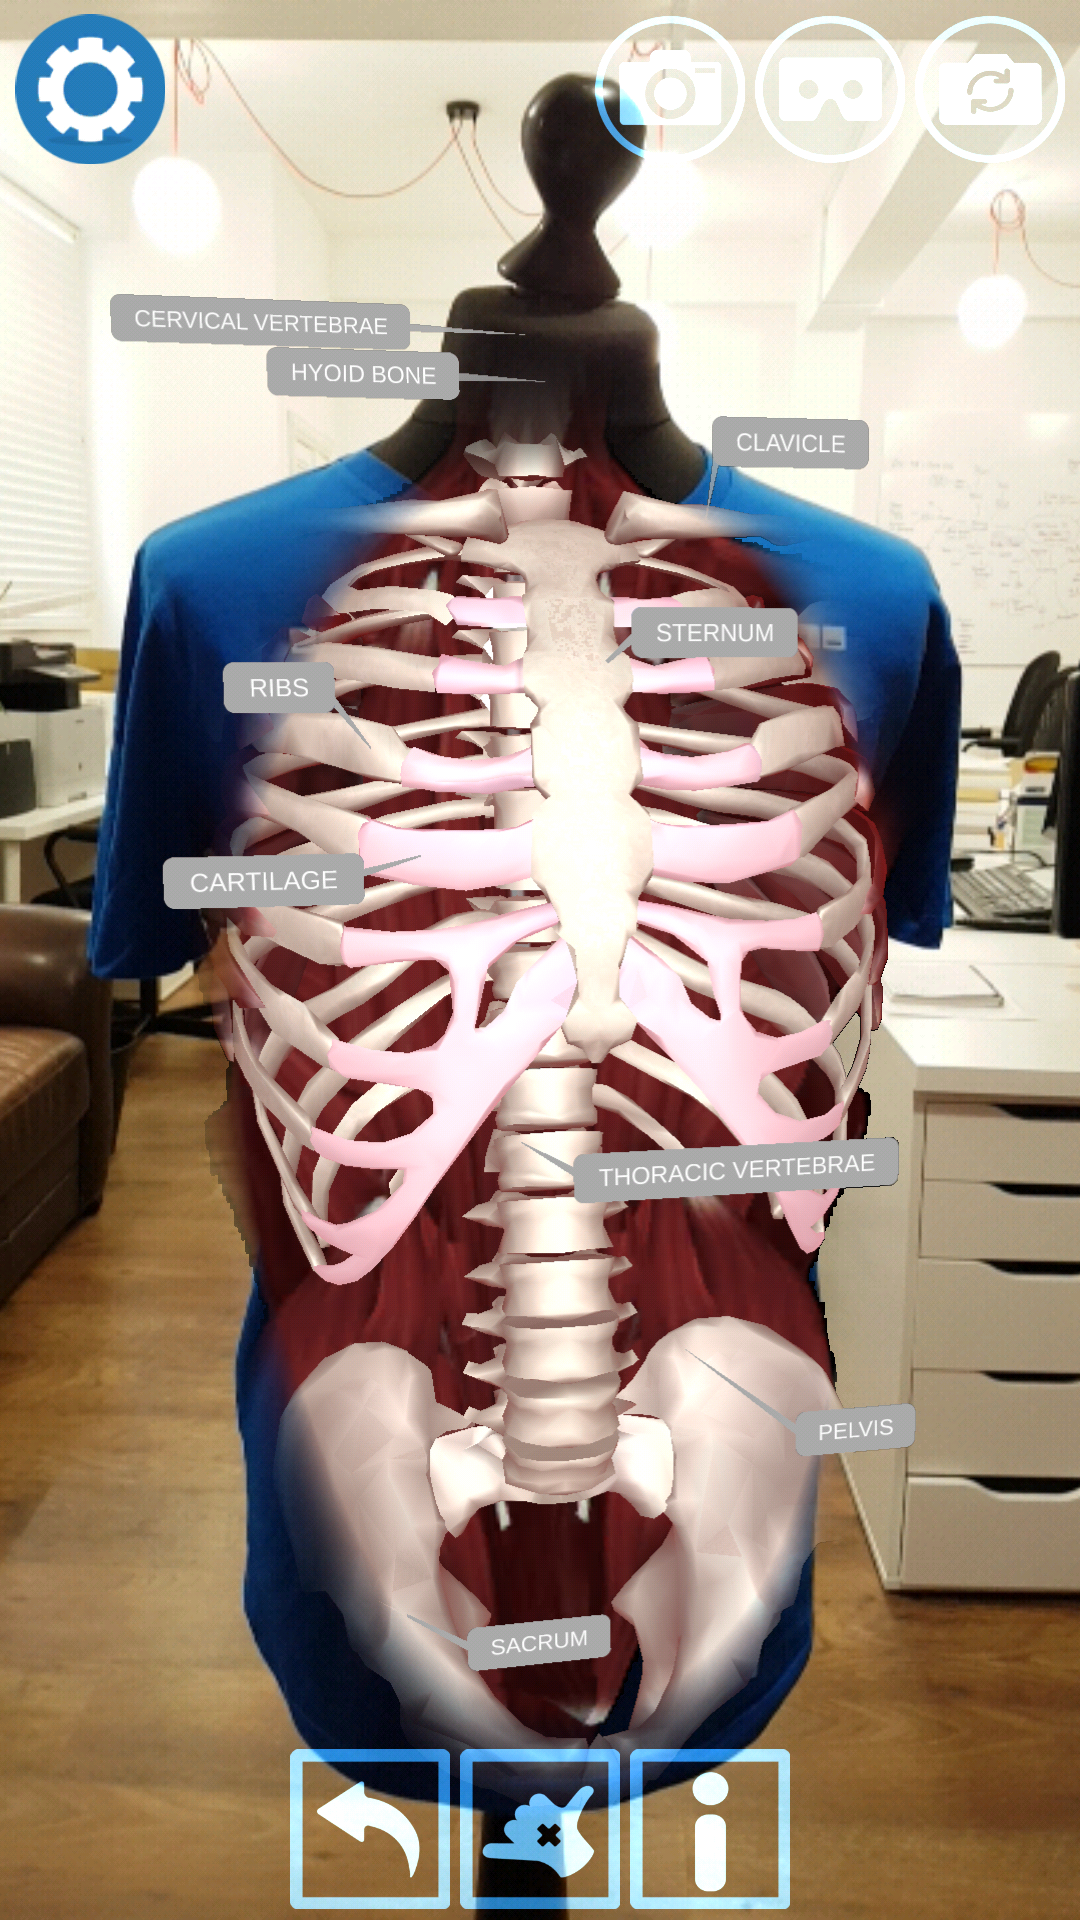 CERVICAL VERTEBRAE
HYOID BONE
CLAVICLE
STERNUM
RIBS
CARTILAGE
THORACIC VERTEBRAE
PELVIS
SACRUM